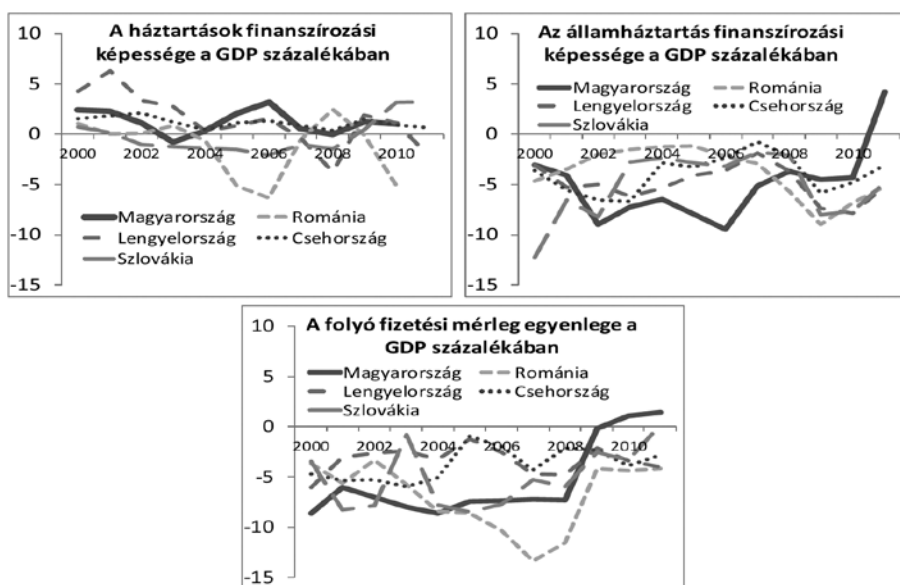 A háztartások finanszírozási
képessége a GDP százalékában
10
5
0
-5
-10
-15
2000 2002 2004 2006 2008 2010
Magyarország Románia
Lengyelország Csehország
Szlovákia
Az államháztartás finanszírozási
képessége a GDP százalékában
Magyarország Románia
Lengyelország Csehország
Szlovákia
10
5
0
-5
-10
-15
2000 2002 2004 2006 2008 2010
A folyó fizetési mérleg egyenlege a
GDP százalékában
Magyarország Románia
Lengyelország Csehország
Szlovákia
10
5
0
-5
-10
-15
2000 2002 2004 2006 2008 2010